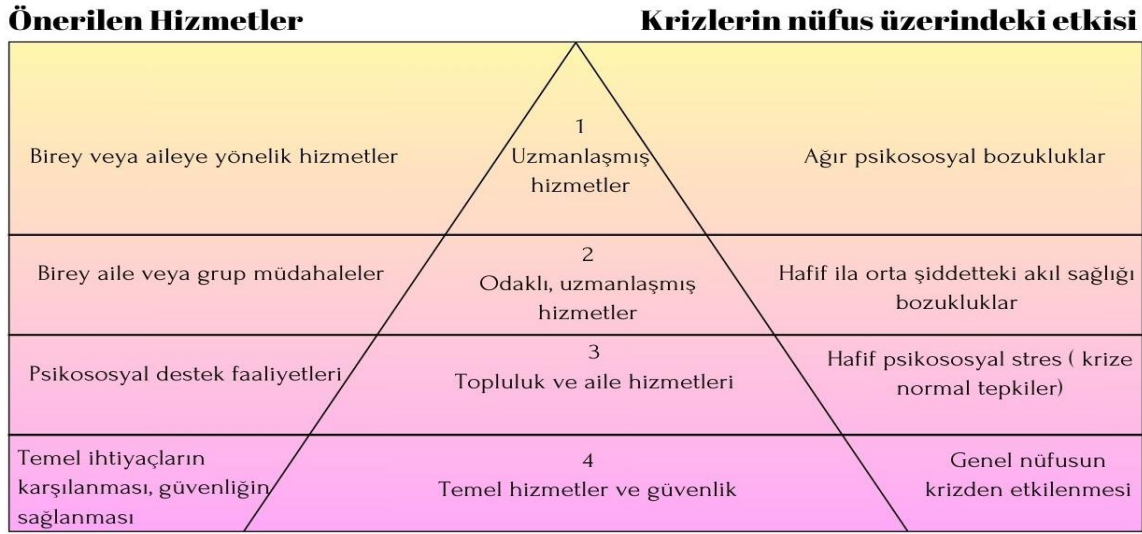 Önerilen Hizmetler
Krizlerin nüfus üzerindeki etkisi
Birey veya aileye yönelik hizmetler
1
Uzmanlaşmış
hizmetler
Ağır psikososyal bozukluklar
Birey aile veya grup müdahaleler
2
Odaklı, uzmanlaşmış
hizmetler
Hafif ila orta şiddetteki akıl sağlığı
bozukluklar
Psikososyal destek faaliyetleri
3
Topluluk ve aile hizmetleri
Hafif psikososyal stres ( krize
normal tepkiler)
Temel ihtiyaçların
karşılanması, güvenliğin
sağlanması
4
Temel hizmetler ve güvenlik
Genel nüfusun
krizden etkilenmesi